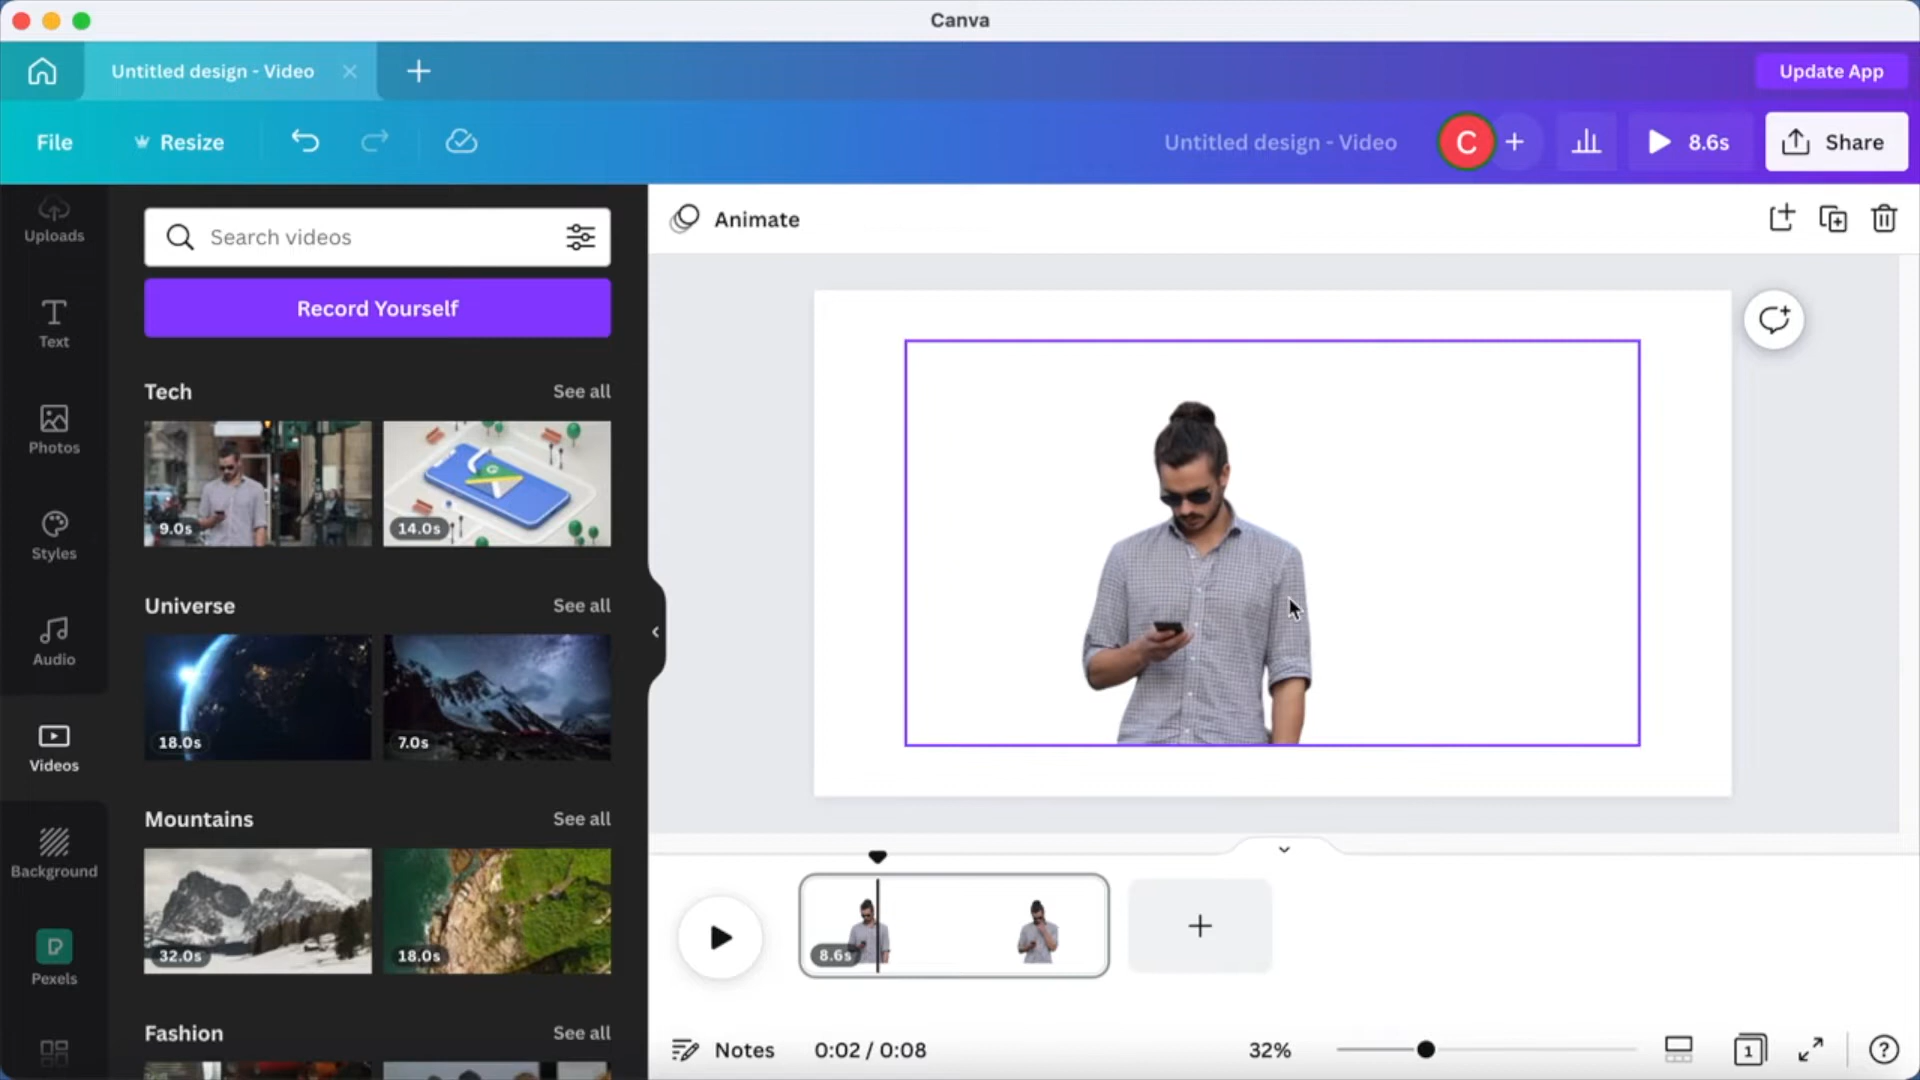 Canva
Untitled design - Video
Update App
File
Resize
Untitled design - Video
C
8.6s
Share
Uploads
Text
Photos
Styles
Audio
Videos
Background
Pexels
Search videos
Record Yourself
Tech
See all
9.0s
14.0s
Universe
See all
18.0s
7.0s
Mountains
See all
32.0s
18.0s
Fashion
See all
Animate
8.6s
Notes
0:02 / 0:08
32%
1
?